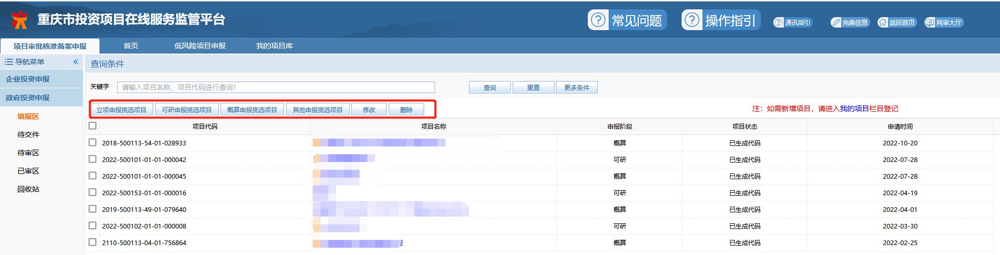 重庆市投资项目在线服务监管平台
常见问题 操作指引 通讯指引 完善信息 返回首页 网审大厅
项目审批核准备案申报 首页 低风险项目申报 我的项目库
导航菜单
企业投资申报
政府投资申报
填报区
待交件
待审区
已审区
回收站
查询条件
关键字 请输入项目名称、项目代码进行查询! 查询 重置 更多条件
立项申报挑选项目 可研申报挑选项目 概算申报挑选项目 其他申报挑选项目 修改 删除 注：如需新增项目，请进入我的项目栏目登记
项目代码 项目名称 申报阶段 项目状态 申请时间
2018-500113-54-01-028933 概算 已生成代码 2022-10-20
2022-500101-01-01-000042 可研 已生成代码 2022-07-28
2022-500101-01-01-000045 概算 已生成代码 2022-07-28
2022-500153-01-01-000016 可研 已生成代码 2022-04-19
2019-500113-49-01-079640 概算 已生成代码 2022-04-01
2022-500102-01-01-000008 可研 已生成代码 2022-03-30
2110-500113-04-01-756864 概算 已生成代码 2022-02-25